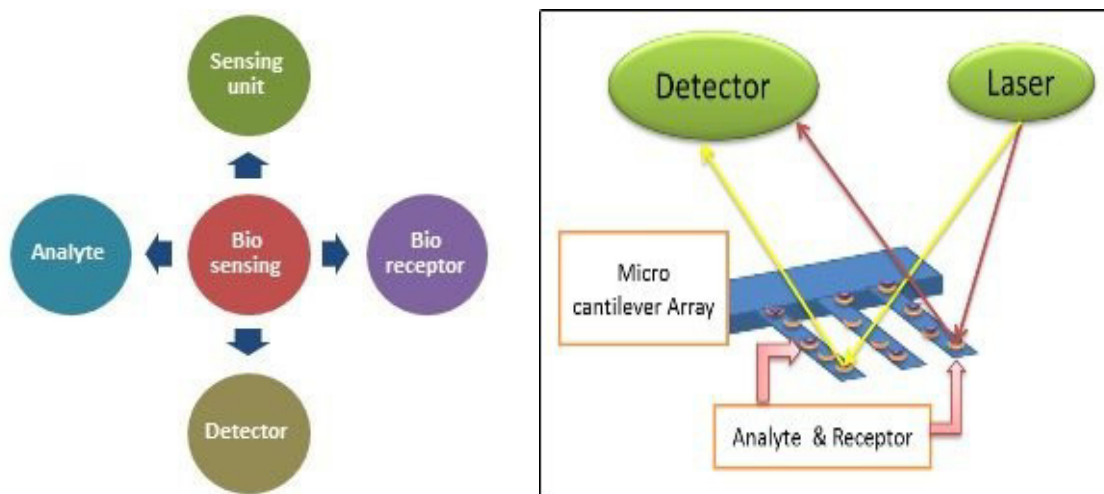 Sensing
unit
Analyte
Bio
sensing
Bio
receptor
Detector
Detector
Laser
Micro
cantilever Array
Analyte & Receptor